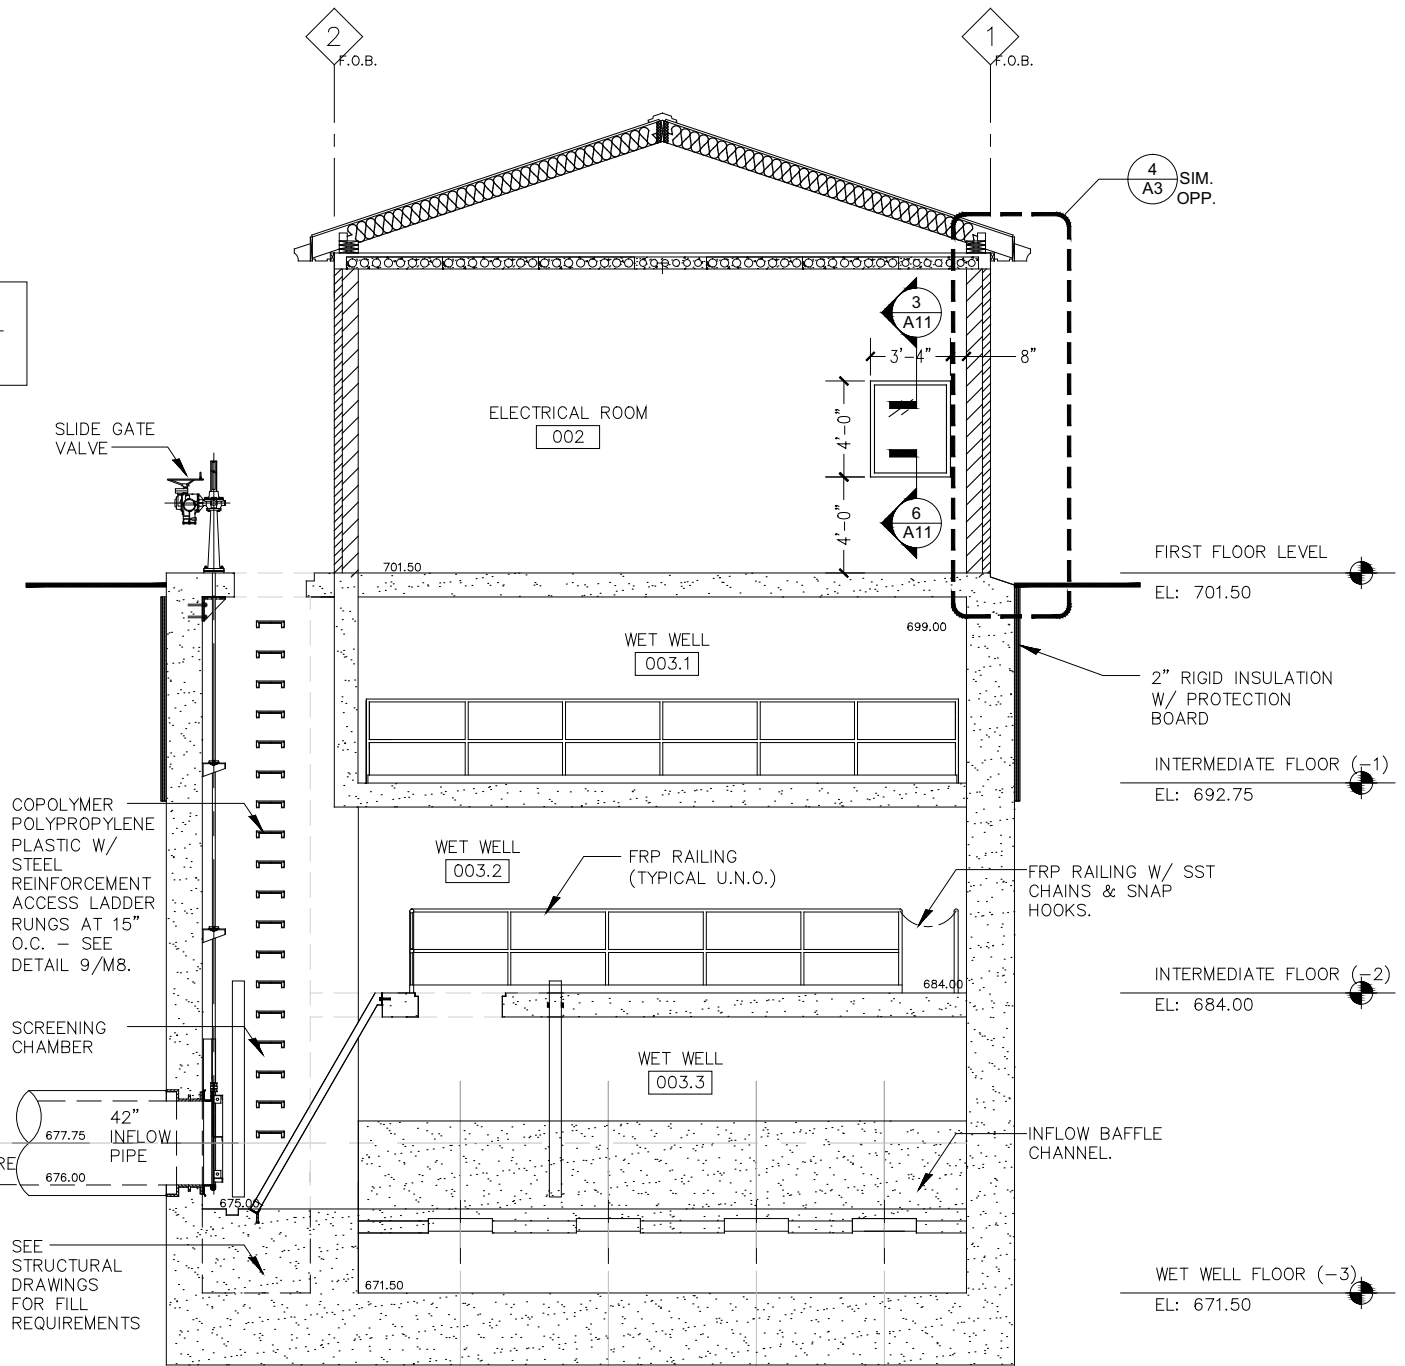 2
F.O.B.
1
F.O.B.
4
A3
SIM.
OPP.
3
A11
3'-4"
8"
SLIDE GATE
VALVE
ELECTRICAL ROOM
002
4'-0"
4'-0"
6
A11
701.50
FIRST FLOOR LEVEL
EL: 701.50
699.00
WET WELL
003.1
2" RIGID INSULATION
W/ PROTECTION
BOARD
INTERMEDIATE FLOOR (-1)
EL: 692.75
COPOLYMER
POLYPROPYLENE
PLASTIC W/
STEEL
REINFORCEMENT
ACCESS LADDER
RUNGS AT 15"
O.C. – SEE
DETAIL 9/M8.
WET WELL
003.2
FRP RAILING
(TYPICAL U.N.O.)
FRP RAILING W/ SST
CHAINS & SNAP
HOOKS.
684.00
INTERMEDIATE FLOOR (-2)
EL: 684.00
SCREENING
CHAMBER
WET WELL
003.3
42"
INFLOW
PIPE
677.75
RE
676.00
675.00
INFLOW BAFFLE
CHANNEL.
SEE
STRUCTURAL
DRAWINGS
FOR FILL
REQUIREMENTS
671.50
WET WELL FLOOR (-3)
EL: 671.50